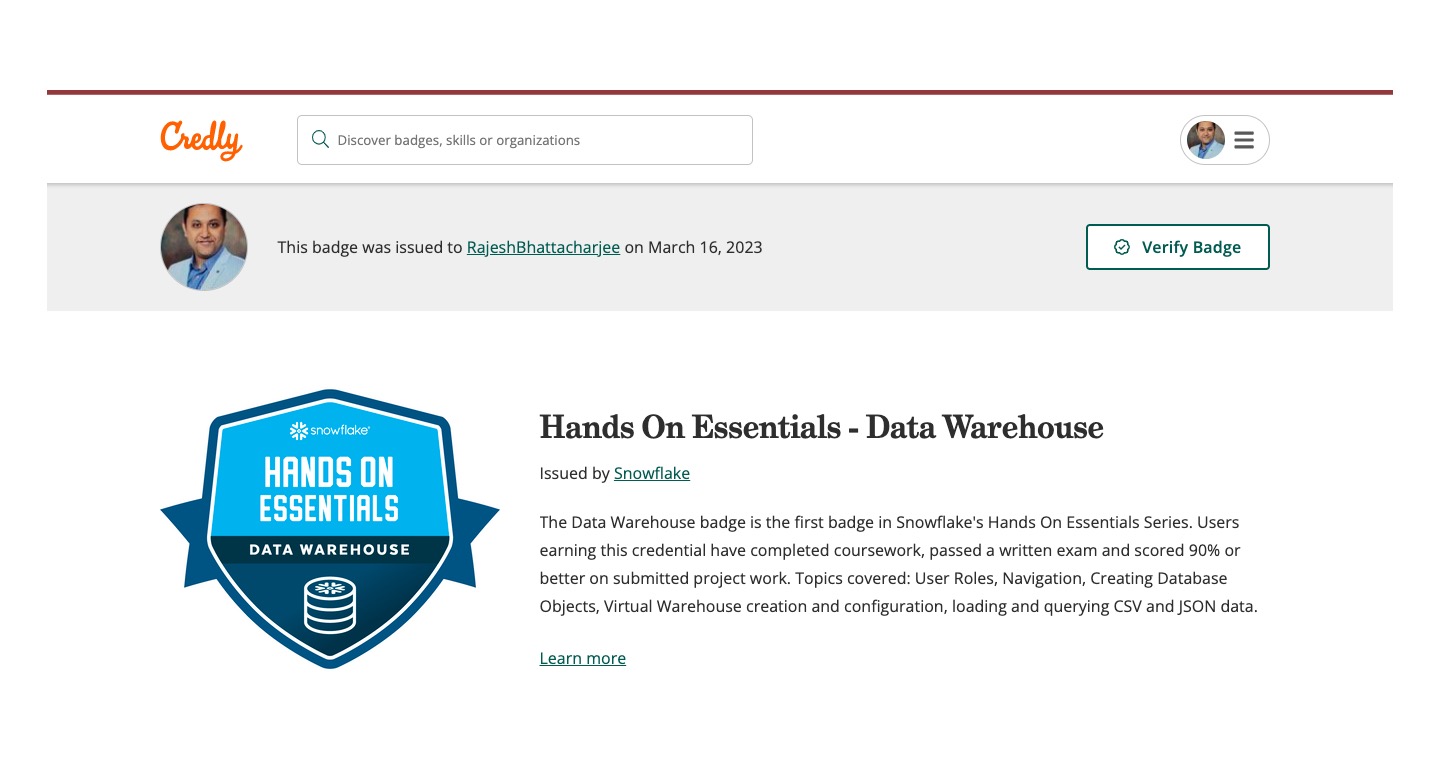 Credly
Discover badges, skills or organizations
This badge was issued to RajeshBhattacharjee on March 16, 2023
Verify Badge
snowflake®
HANDS ON
ESSENTIALS
DATA WAREHOUSE
Hands On Essentials - Data Warehouse
Issued by Snowflake
The Data Warehouse badge is the first badge in Snowflake's Hands On Essentials Series. Users
earning this credential have completed coursework, passed a written exam and scored 90% or
better on submitted project work. Topics covered: User Roles, Navigation, Creating Database
Objects, Virtual Warehouse creation and configuration, loading and querying CSV and JSON data.
Learn more